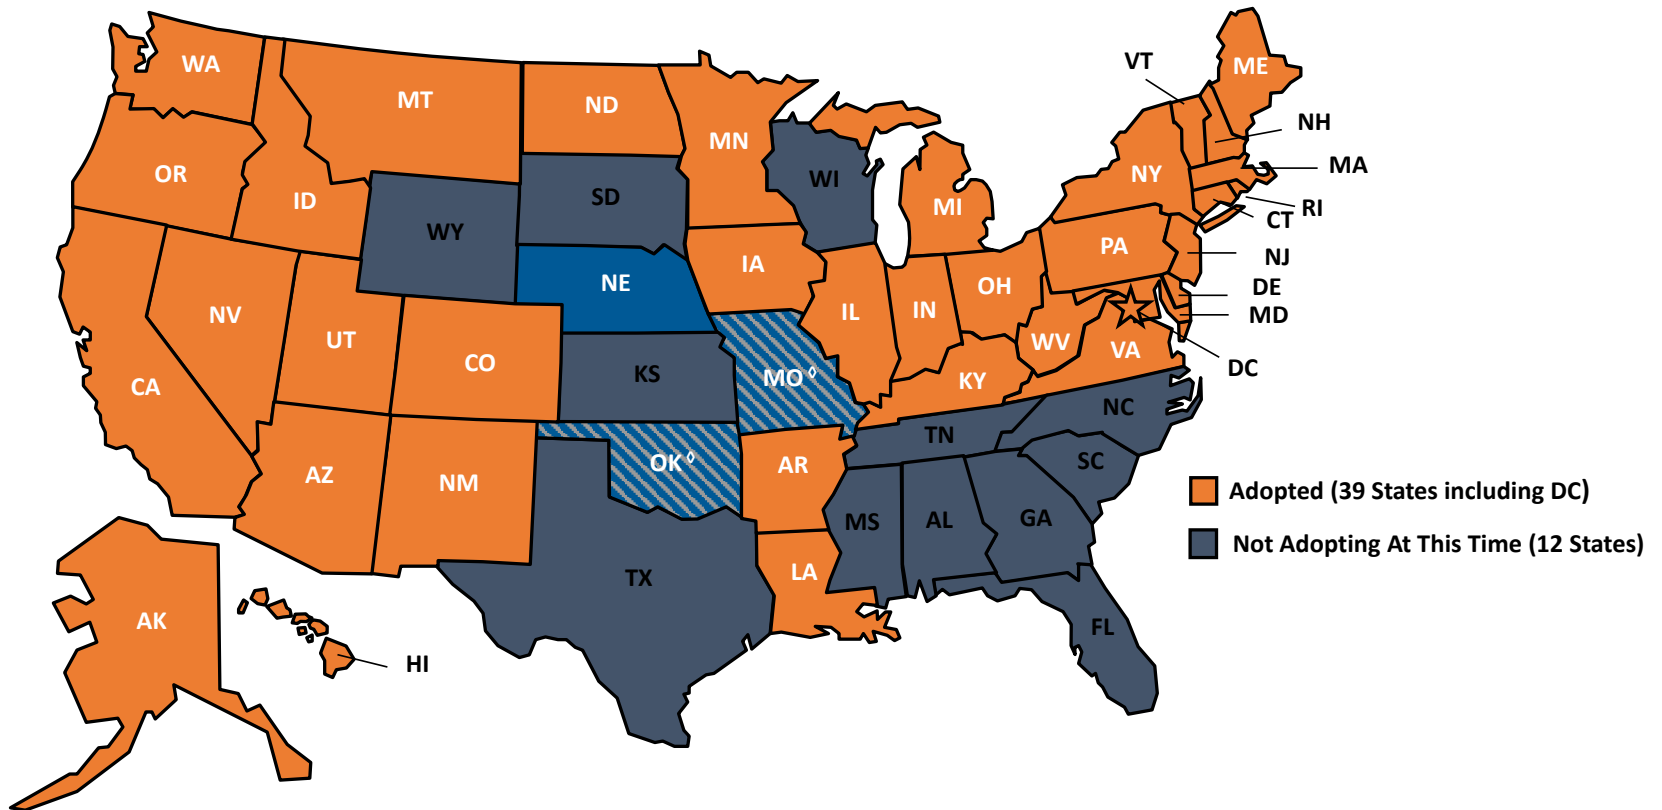 WA
MT
ND
MN
VT
ME
NH
MA
OR
ID
SD
WI
MI
NY
RI
CT
WY
PA
NJ
IA
NE
OH
DE
MD
NV
IL
IN
UT
WV
VA
DC
CO
KS
MO◊
KY
CA
NC
TN
SC
AZ
NM
OK◊
AR
Adopted (39 States including DC)
MS
AL
GA
Not Adopting At This Time (12 States)
TX
LA
AK
FL
HI